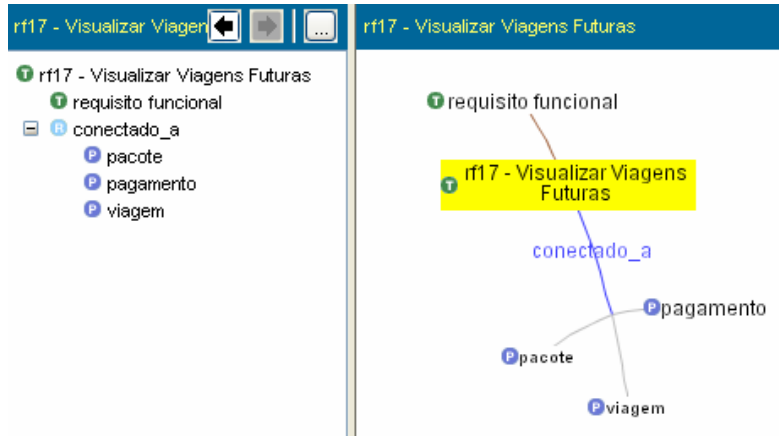 rf17 - Visualizar Viagen
...
T rf17 - Visualizar Viagens Futuras
T requisito funcional
R conectado_a
P pacote
P pagamento
P viagem
rf17 - Visualizar Viagens Futuras
T requisito funcional
T rf17 - Visualizar Viagens
Futuras
conectado_a
P pagamento
P pacote
P viagem